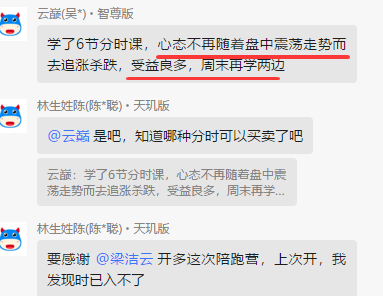 云巅(吴*)·智尊版
学了6节分时课，心态不再随着盘中震荡走势而
去追涨杀跌，受益良多，周末再学两边
林生姓陈(陈*聪)·天玑版
@云巅 是吧，知道哪种分时可以买卖了吧
云巅：学了6节分时课，心态不再随着盘中震
荡走势而去追涨杀跌，受益良多，周末再学...
林生姓陈(陈*聪)·天玑版
要感谢 @梁洁云 开多这次陪跑营，上次开，我
发现时已入不了